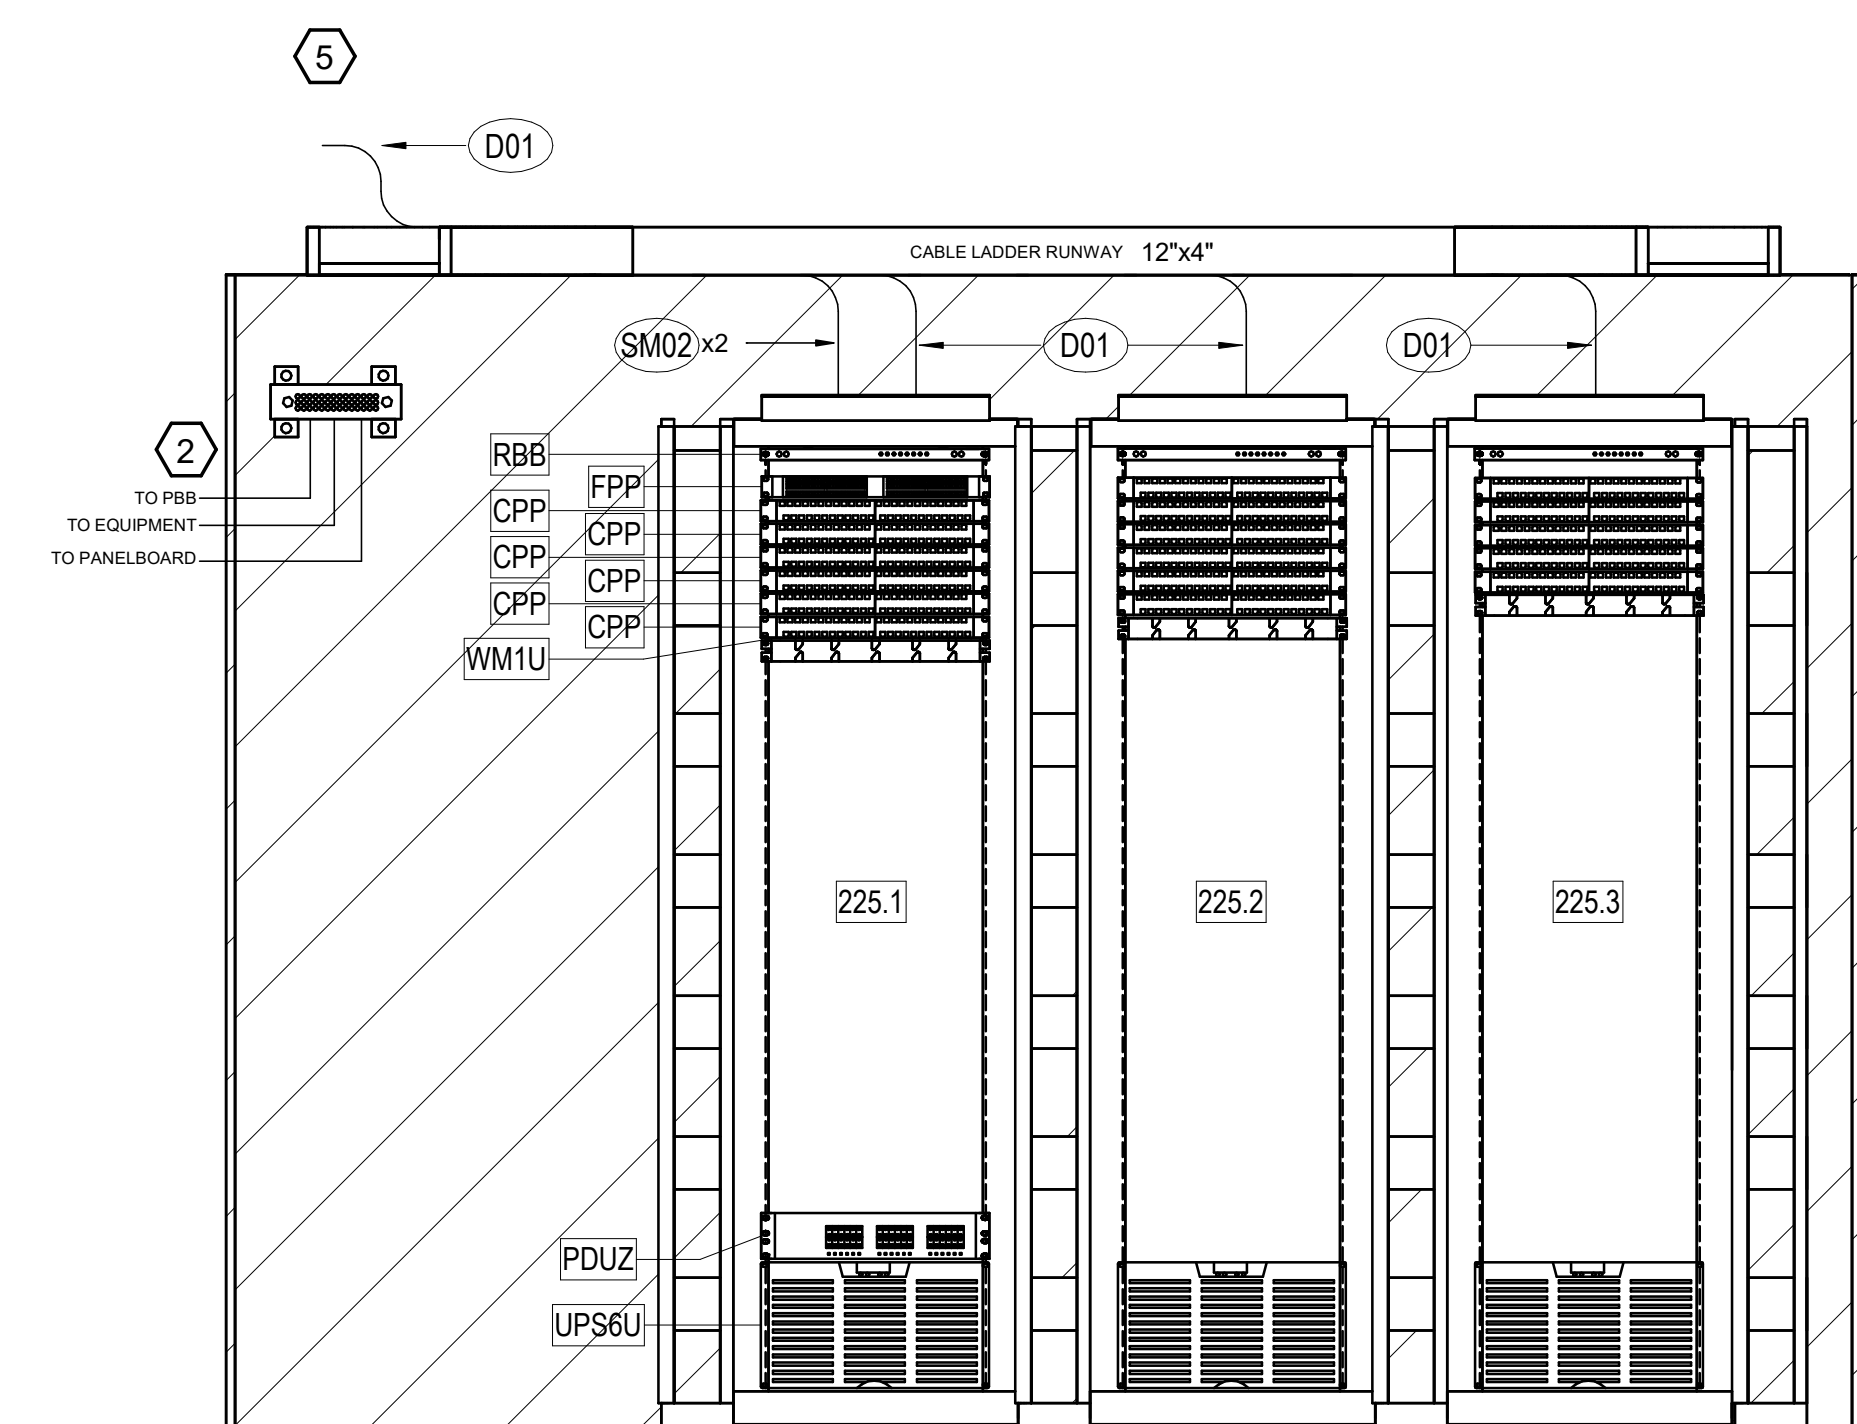 5
D01
CABLE LADDER RUNWAY 12"x4"
SM02 x2
D01
D01
2
TO PBB
TO EQUIPMENT
TO PANELBOARD
RBB
FPP
CPP
CPP
CPP
CPP
CPP
CPP
WM1U
225.1
225.2
225.3
PDUZ
UPS6U